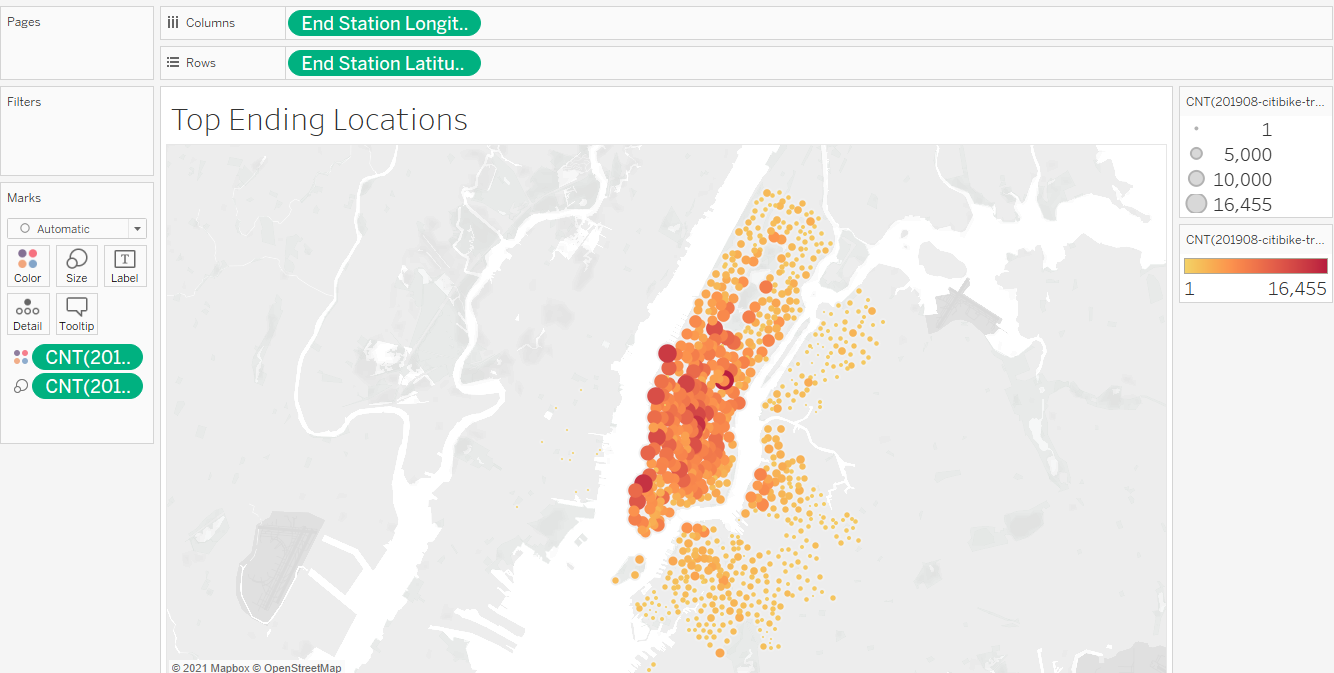 Pages
Columns
End Station Longit..
Rows
End Station Latitu..
Filters
Marks
Automatic
Color
Size
T
Label
Detail
Tooltip
CNT(201..
CNT(201..
Top Ending Locations
© 2021 Mapbox © OpenStreetMap
CNT(201908-citibike-tr...
1
5,000
10,000
16,455
CNT(201908-citibike-tr...
1 16,455